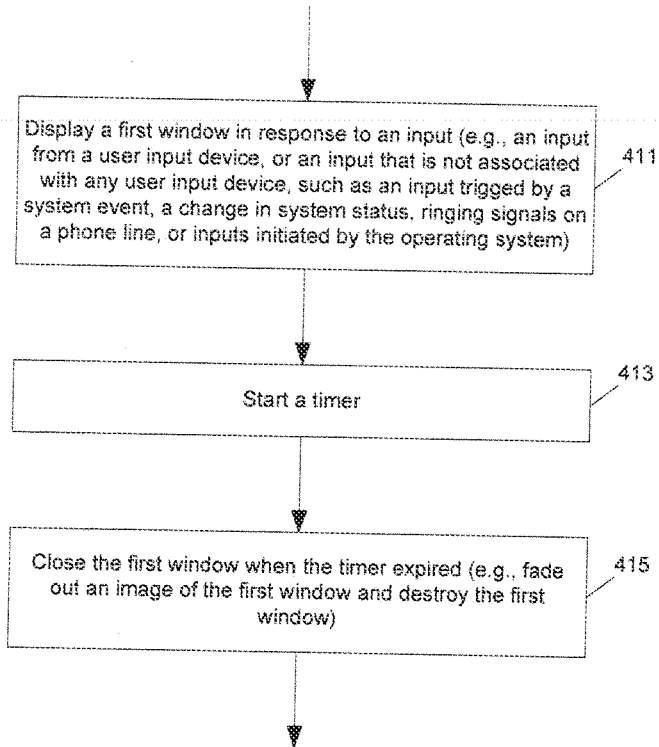 Display a first window in response to an input (e.g., an input
from a user input device, or an input that is not associated
with any user input device, such as an input trigged by a
system event, a change in system status, ringing signals on
a phone line, or inputs initiated by the operating system)
411
Start a timer
413
Close the first window when the timer expired (e.g., fade
out an image of the first window and destroy the first
window)
415